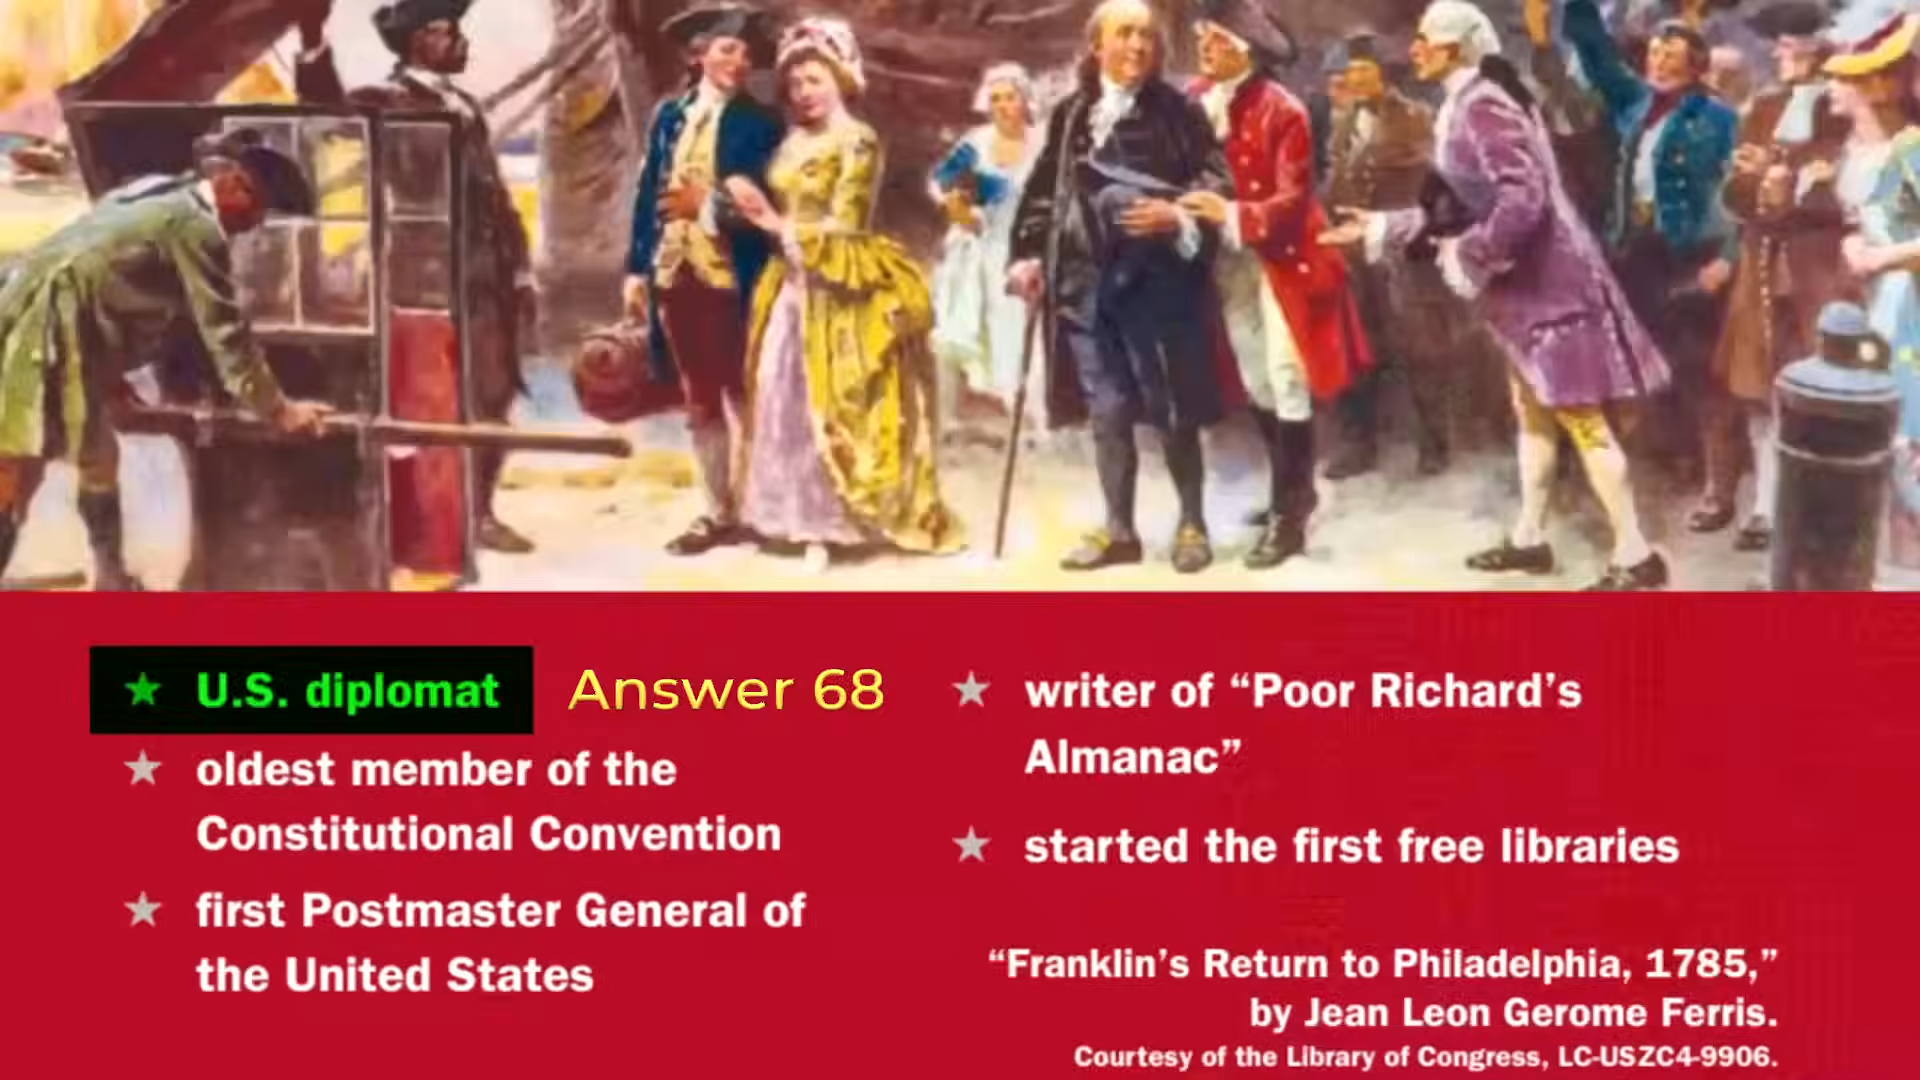 ★ U.S. diplomat
Answer 68
★ oldest member of the
Constitutional Convention
★ first Postmaster General of
the United States
★ writer of “Poor Richard’s
Almanac”
★ started the first free libraries
“Franklin’s Return to Philadelphia, 1785,”
by Jean Leon Gerome Ferris.
Courtesy of the Library of Congress, LC-USZC4-9906.